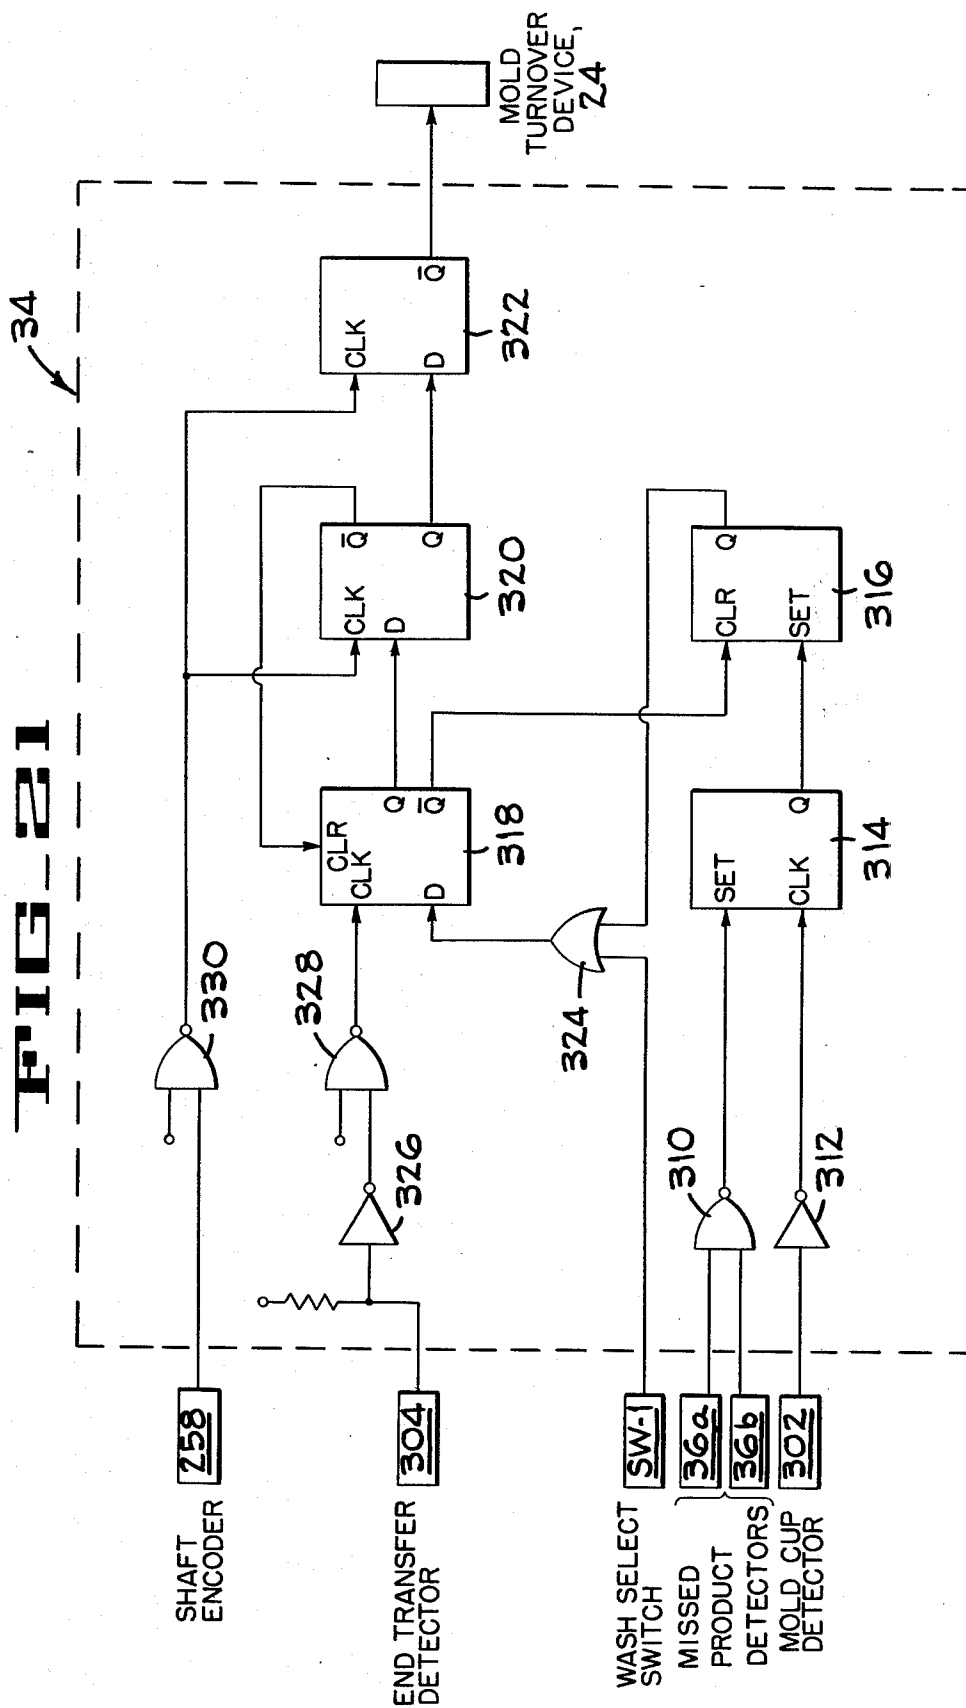 FIG_21
34
SHAFT
ENCODER
258
330
CLK
D
Q̄
322
MOLD
TURNOVER
DEVICE,
24
END TRANSFER
DETECTOR
304
326
328
CLR
CLK
D
Q
Q̄
318
CLK
D
Q̄
Q
320
WASH SELECT
SWITCH
SW-1
324
MISSED
PRODUCT
DETECTORS
36a
36b
310
MOLD CUP
DETECTOR
302
312
SET
CLK
Q
314
CLR
SET
Q
316